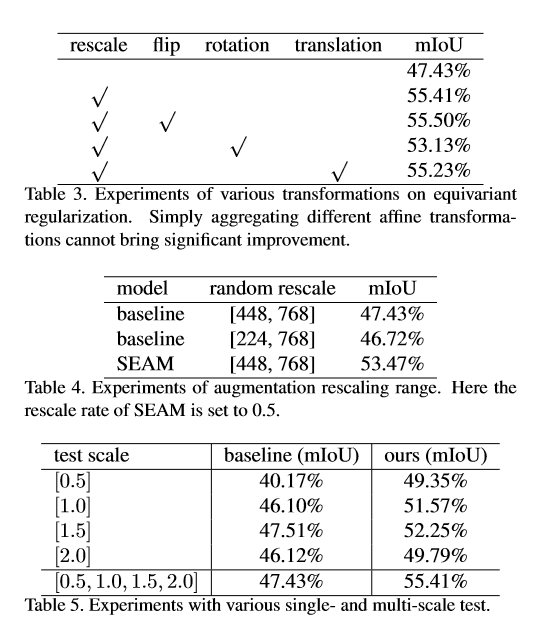 rescale flip rotation translation mIoU
47.43%
√ 55.41%
√ √ 55.50%
√ √ 53.13%
√ √ 55.23%
Table 3. Experiments of various transformations on equivariant
regularization. Simply aggregating different affine transforma-
tions cannot bring significant improvement.
model random rescale mIoU
baseline [448, 768] 47.43%
baseline [224, 768] 46.72%
SEAM [448, 768] 53.47%
Table 4. Experiments of augmentation rescaling range. Here the
rescale rate of SEAM is set to 0.5.
test scale baseline (mIoU) ours (mIoU)
[0.5] 40.17% 49.35%
[1.0] 46.10% 51.57%
[1.5] 47.51% 52.25%
[2.0] 46.12% 49.79%
[0.5, 1.0, 1.5, 2.0] 47.43% 55.41%
Table 5. Experiments with various single- and multi-scale test.